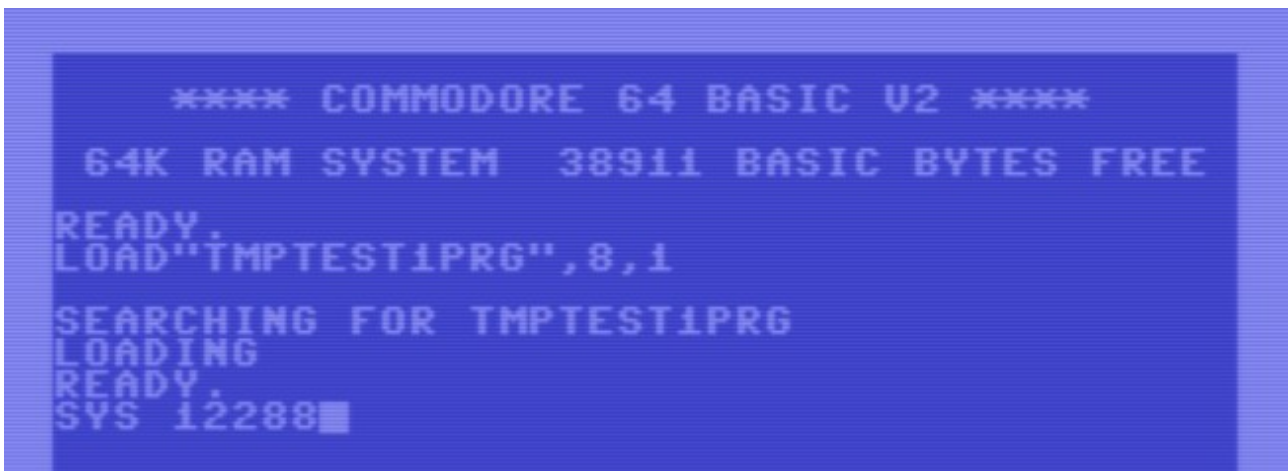 **** COMMODORE 64 BASIC V2 ****
64K RAM SYSTEM  38911 BASIC BYTES FREE
READY.
LOAD"TMPTEST1PRG",8,1
SEARCHING FOR TMPTEST1PRG
LOADING
READY.
SYS 12288